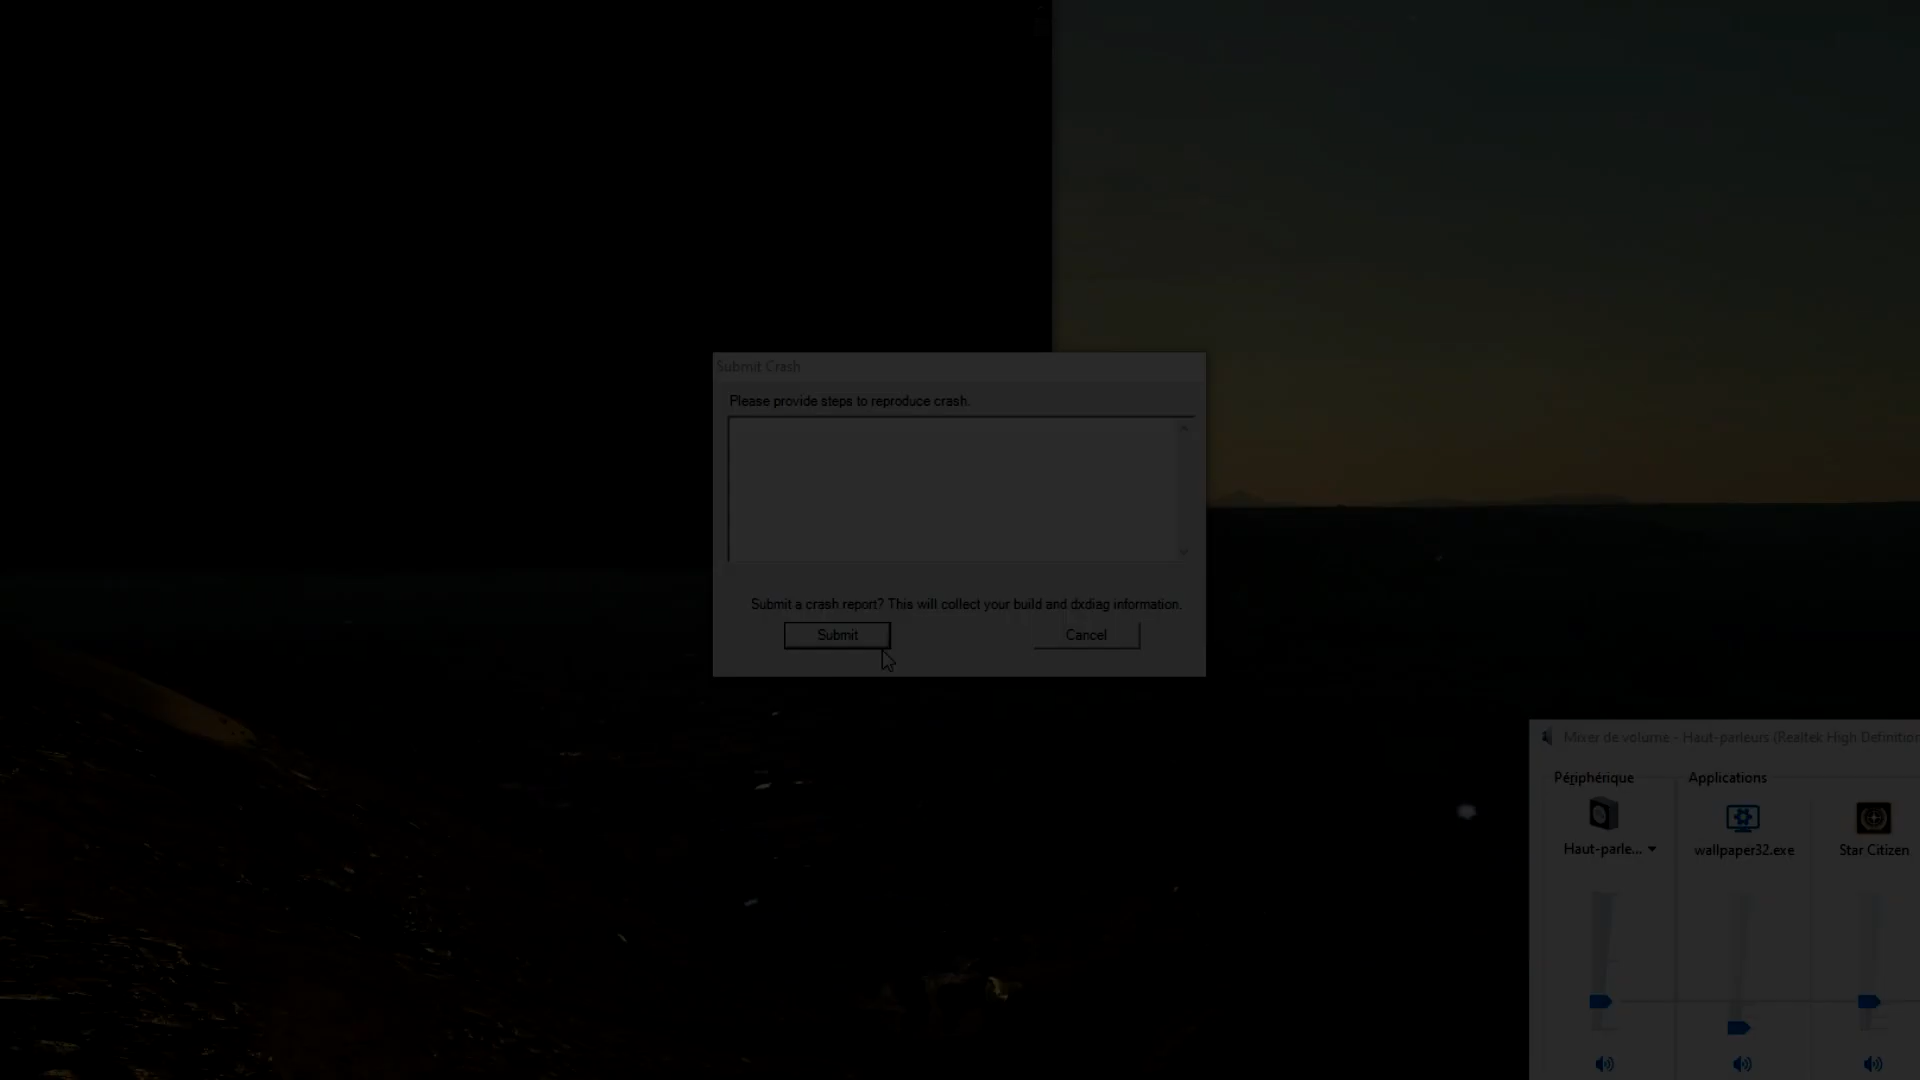 Submit Crash
Please provide steps to reproduce crash.
Submit a crash report? This will collect your build and dxdiag information.
Submit
Cancel
Mixer de volume - Haut-parleurs (Realtek High Definition
Périphérique
Applications
Haut-parle...
wallpaper32.exe
Star Citizen